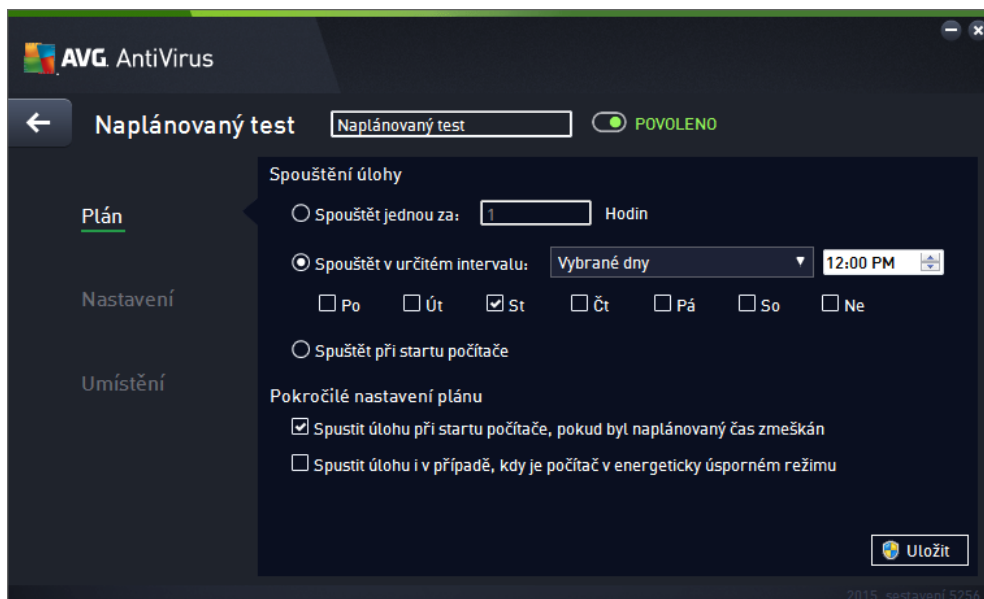 AVG. AntiVirus
Naplánovaný test
Naplánovaný test
POVOLENO
Plán
Nastavení
Umístění
Spouštění úlohy
Spouštět jednou za: 1 Hodin
Spouštět v určitém intervalu: Vybrané dny 12:00 PM
Po Út St Čt Pá So Ne
Spuštět při startu počítače
Pokročilé nastavení plánu
Spustit úlohu při startu počítače, pokud byl naplánovaný čas zmeškán
Spustit úlohu i v případě, kdy je počítač v energeticky úsporném režimu
Uložit
2015. sestavení 5256